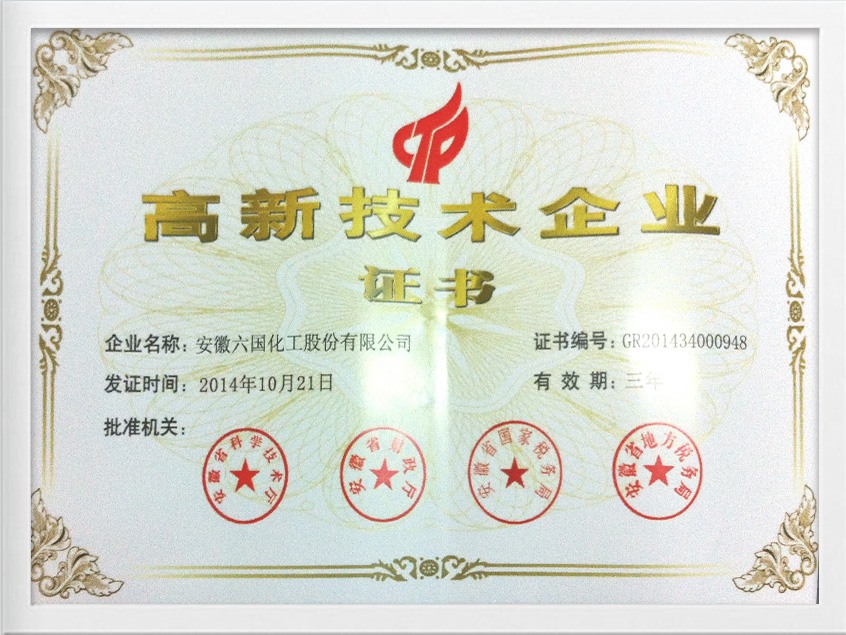 高新技术企业
证书
企业名称：安徽六国化工股份有限公司
证书编号：GR201434000948
发证时间：2014年10月21日
有效期：三年
批准机关：
安徽省科学技术厅
安徽省财政厅
安徽省国家税务局
安徽省地方税务局